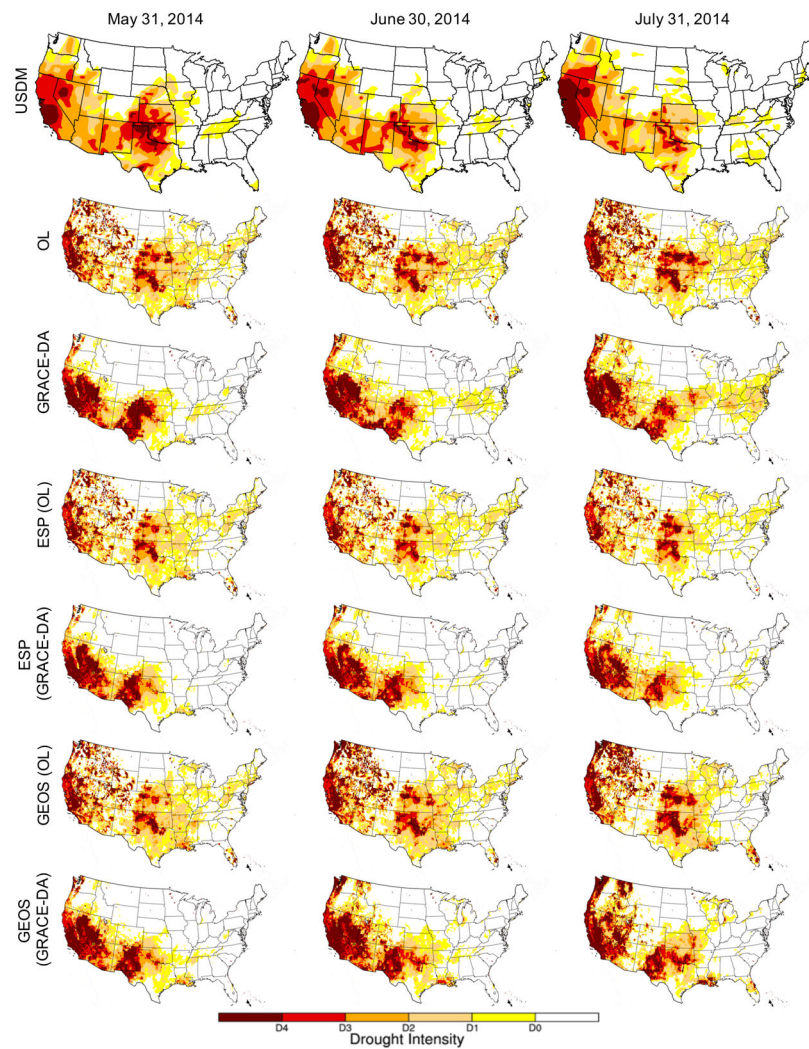 May 31, 2014
June 30, 2014
July 31, 2014
USDM
OL
GRACE-DA
ESP (OL)
ESP
(GRACE-DA)
GEOS (OL)
GEOS
(GRACE-DA)
D4 D3 D2 D1 D0
Drought Intensity